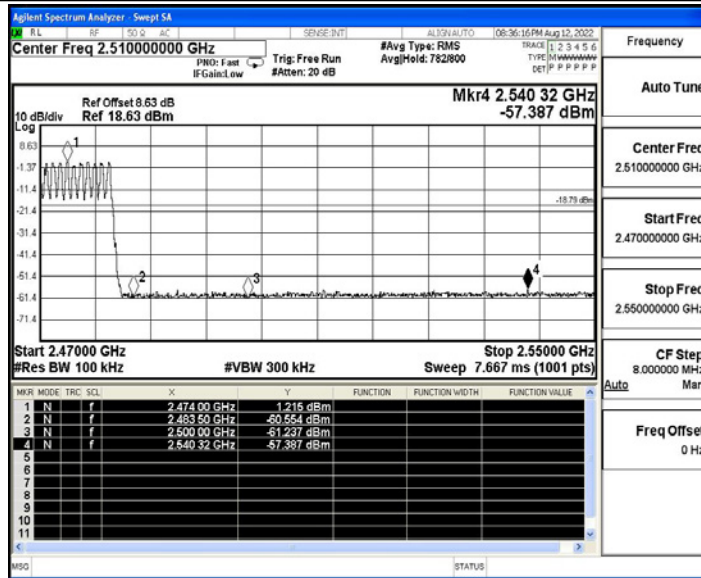 Agilent Spectrum Analyzer - Swept SA
RL RF 50 Ω AC SENSE:INT ALIGN AUTO 08:36:16 PM Aug 12, 2022
Center Freq 2.510000000 GHz
PNO: Fast
IFGain:Low
Trig: Free Run
#Atten: 20 dB
#Avg Type: RMS
Avg|Hold: 782/800
TRACE 1 2 3 4 5 6
TYPE M W W W W W
DET P P P P P P
Mkr4 2.540 32 GHz
-57.387 dBm
Ref Offset 8.63 dB
10 dB/div Ref 18.63 dBm
Log
8.63
-1.37
-11.4
-21.4
-31.4
-41.4
-51.4
-61.4
-71.4
1
2
3
4
-18.79 dBm
Start 2.47000 GHz Stop 2.55000 GHz
#Res BW 100 kHz #VBW 300 kHz Sweep 7.667 ms (1001 pts)
MKR MODE TRC SCL X Y FUNCTION FUNCTION WIDTH FUNCTION VALUE
1 N f 2.474 00 GHz 1.215 dBm
2 N f 2.483 50 GHz -60.554 dBm
3 N f 2.500 00 GHz -61.237 dBm
4 N f 2.540 32 GHz -57.387 dBm
5
6
7
8
9
10
11
MSG STATUS
Frequency
Auto Tune
Center Freq
2.510000000 GHz
Start Freq
2.470000000 GHz
Stop Freq
2.550000000 GHz
CF Step
8.000000 MHz
Auto Man
Freq Offset
0 Hz